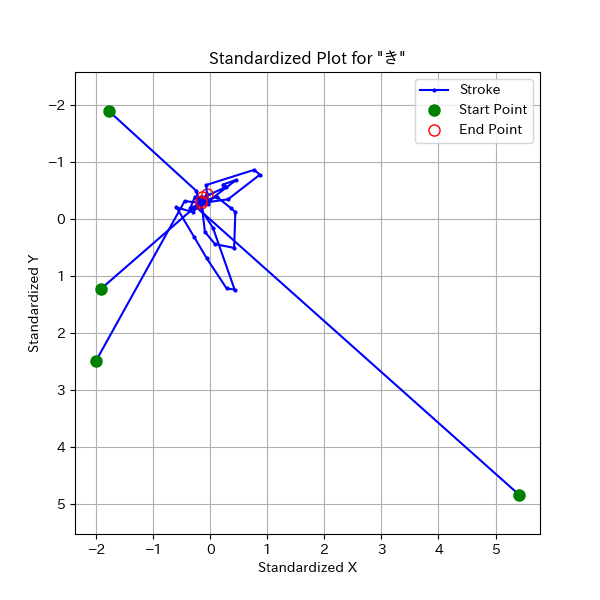 Standardized Plot for "き"
Stroke
Start Point
End Point
Standardized Y
−2
−1
0
1
2
3
4
5
−2
−1
0
1
2
3
4
5
Standardized X